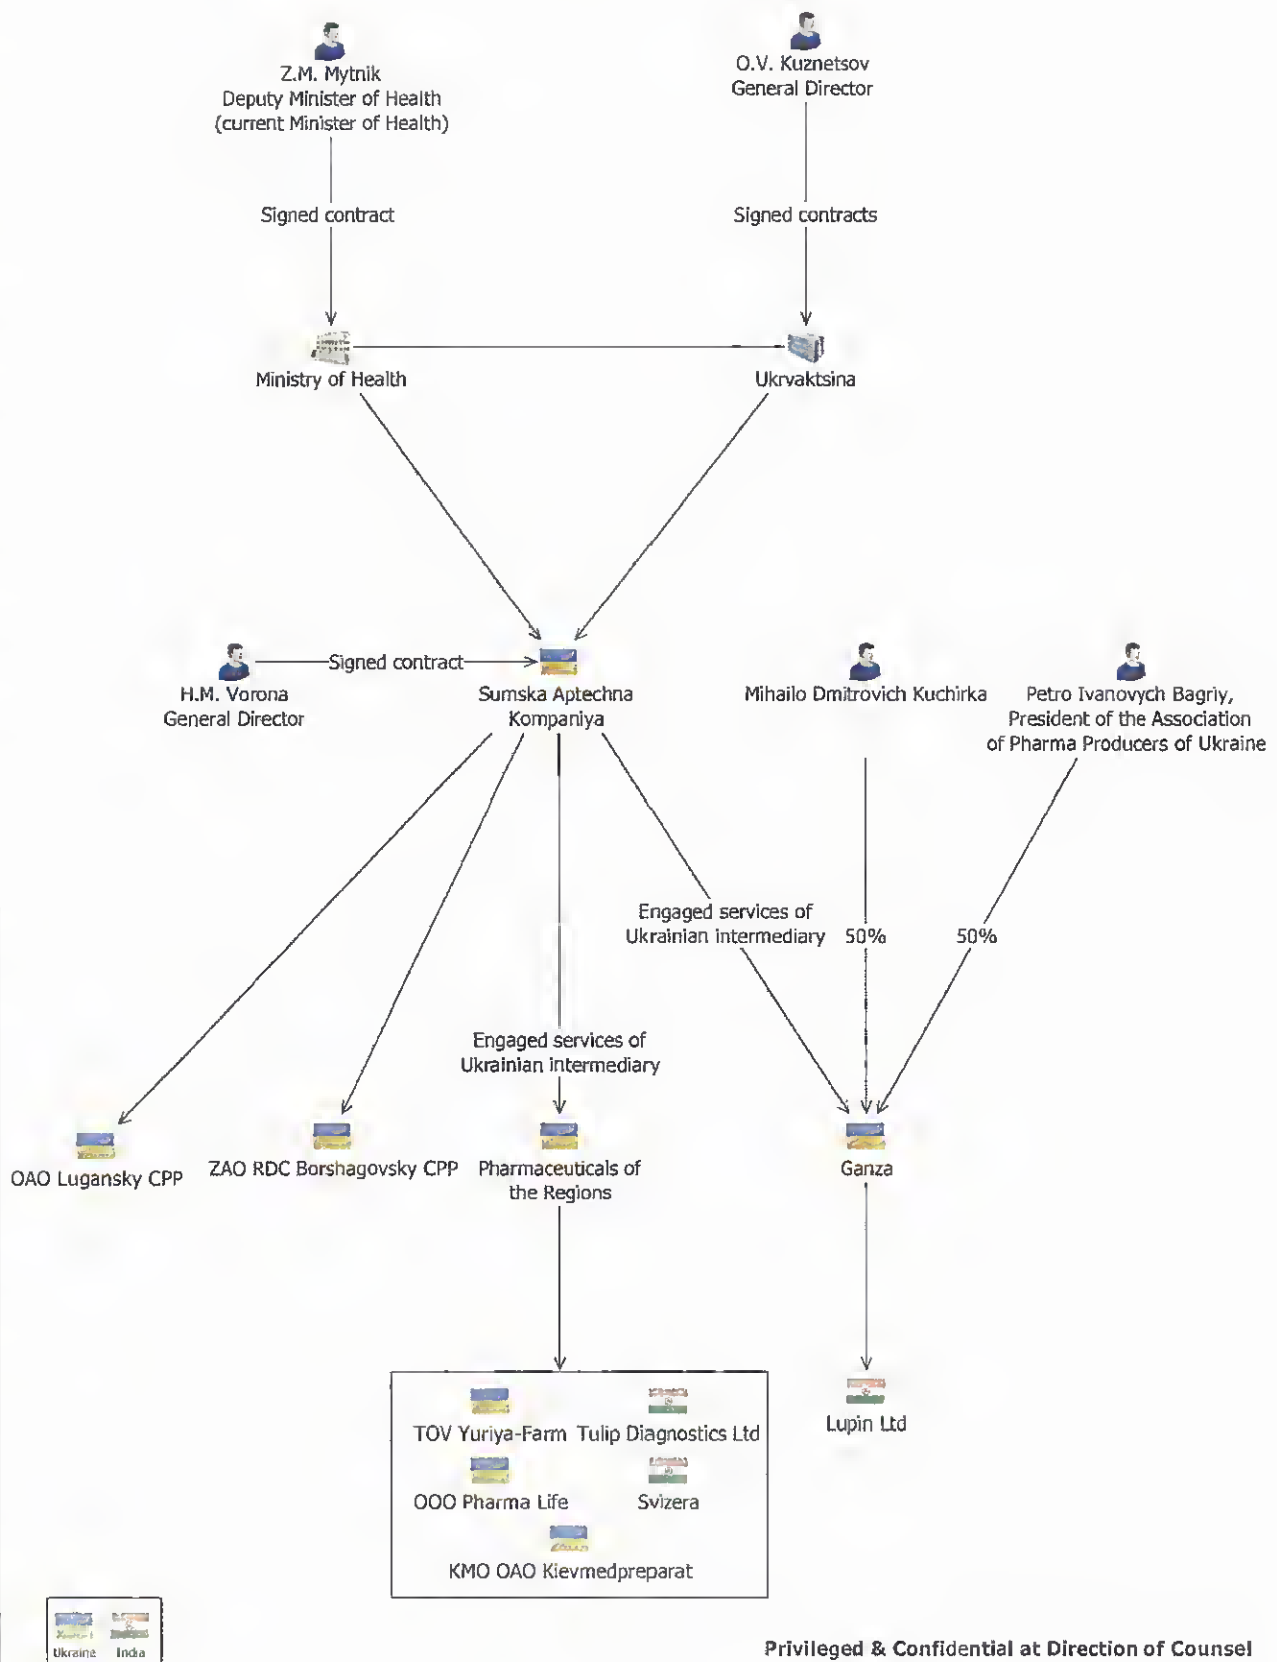 Z.M. Mytnik
Deputy Minister of Health
(current Minister of Health)
O.V. Kuznetsov
General Director
Signed contract
Signed contracts
Ministry of Health
Ukrvaktsina
Signed contract
H.M. Vorona
General Director
Sumska Aptechna
Kompaniya
Mihailo Dmitrovich Kuchirka
Petro Ivanovych Bagriy,
President of the Association
of Pharma Producers of Ukraine
Engaged services of
Ukrainian intermediary
50%
50%
Engaged services of
Ukrainian intermediary
OAO Lugansky CPP
ZAO RDC Borshagovsky CPP
Pharmaceuticals of
the Regions
Ganza
TOV Yuriya-Farm
Tulip Diagnostics Ltd
OOO Pharma Life
Svizera
KMO OAO Kievmedpreparat
Lupin Ltd
Ukraine
India
Privileged & Confidential at Direction of Counsel